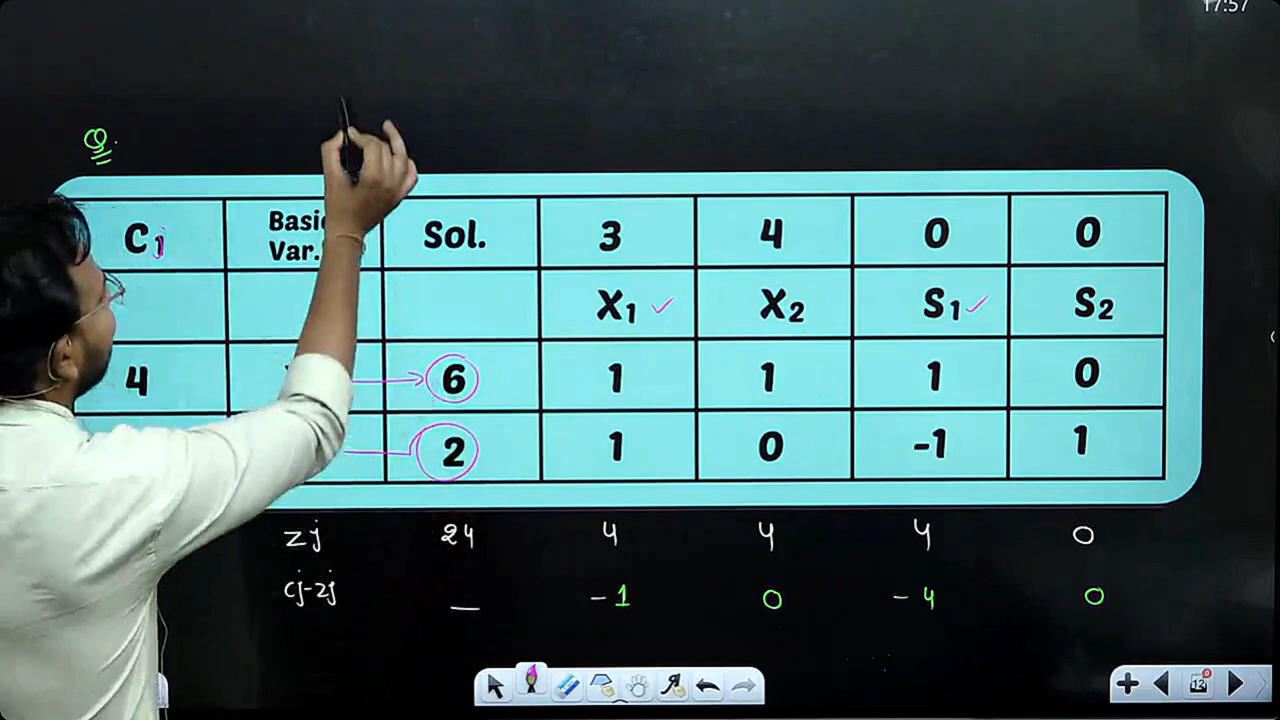 17:57
Q.
Cj Basic Sol. 3 4 0 0
Var.
X1 ✓ X2 S1 ✓ S2
4 6 1 1 1 0
2 1 0 -1 1
zj 24 4 4 4 0
cj-zj — -1 0 -4 0
12